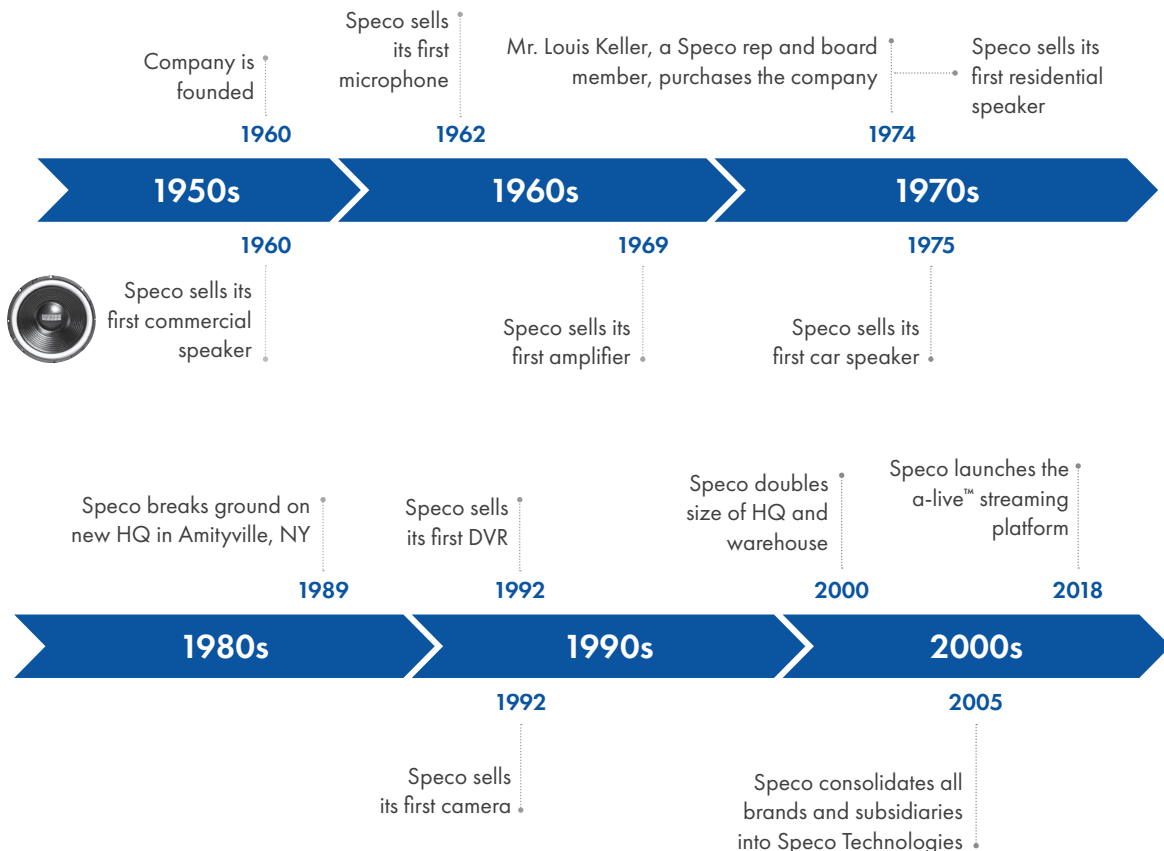 Company is
founded
1960
Speco sells
its first
microphone
1962
Mr. Louis Keller, a Speco rep and board
member, purchases the company
1974
Speco sells its
first residential
speaker
1950s
1960s
1970s
1960
Speco sells its
first commercial
speaker
1969
Speco sells its
first amplifier
1975
Speco sells its
first car speaker
Speco breaks ground on
new HQ in Amityville, NY
1989
Speco sells
its first DVR
1992
Speco doubles
size of HQ and
warehouse
2000
Speco launches the
a-live™ streaming
platform
2018
1980s
1990s
2000s
1992
Speco sells
its first camera
2005
Speco consolidates all
brands and subsidiaries
into Speco Technologies